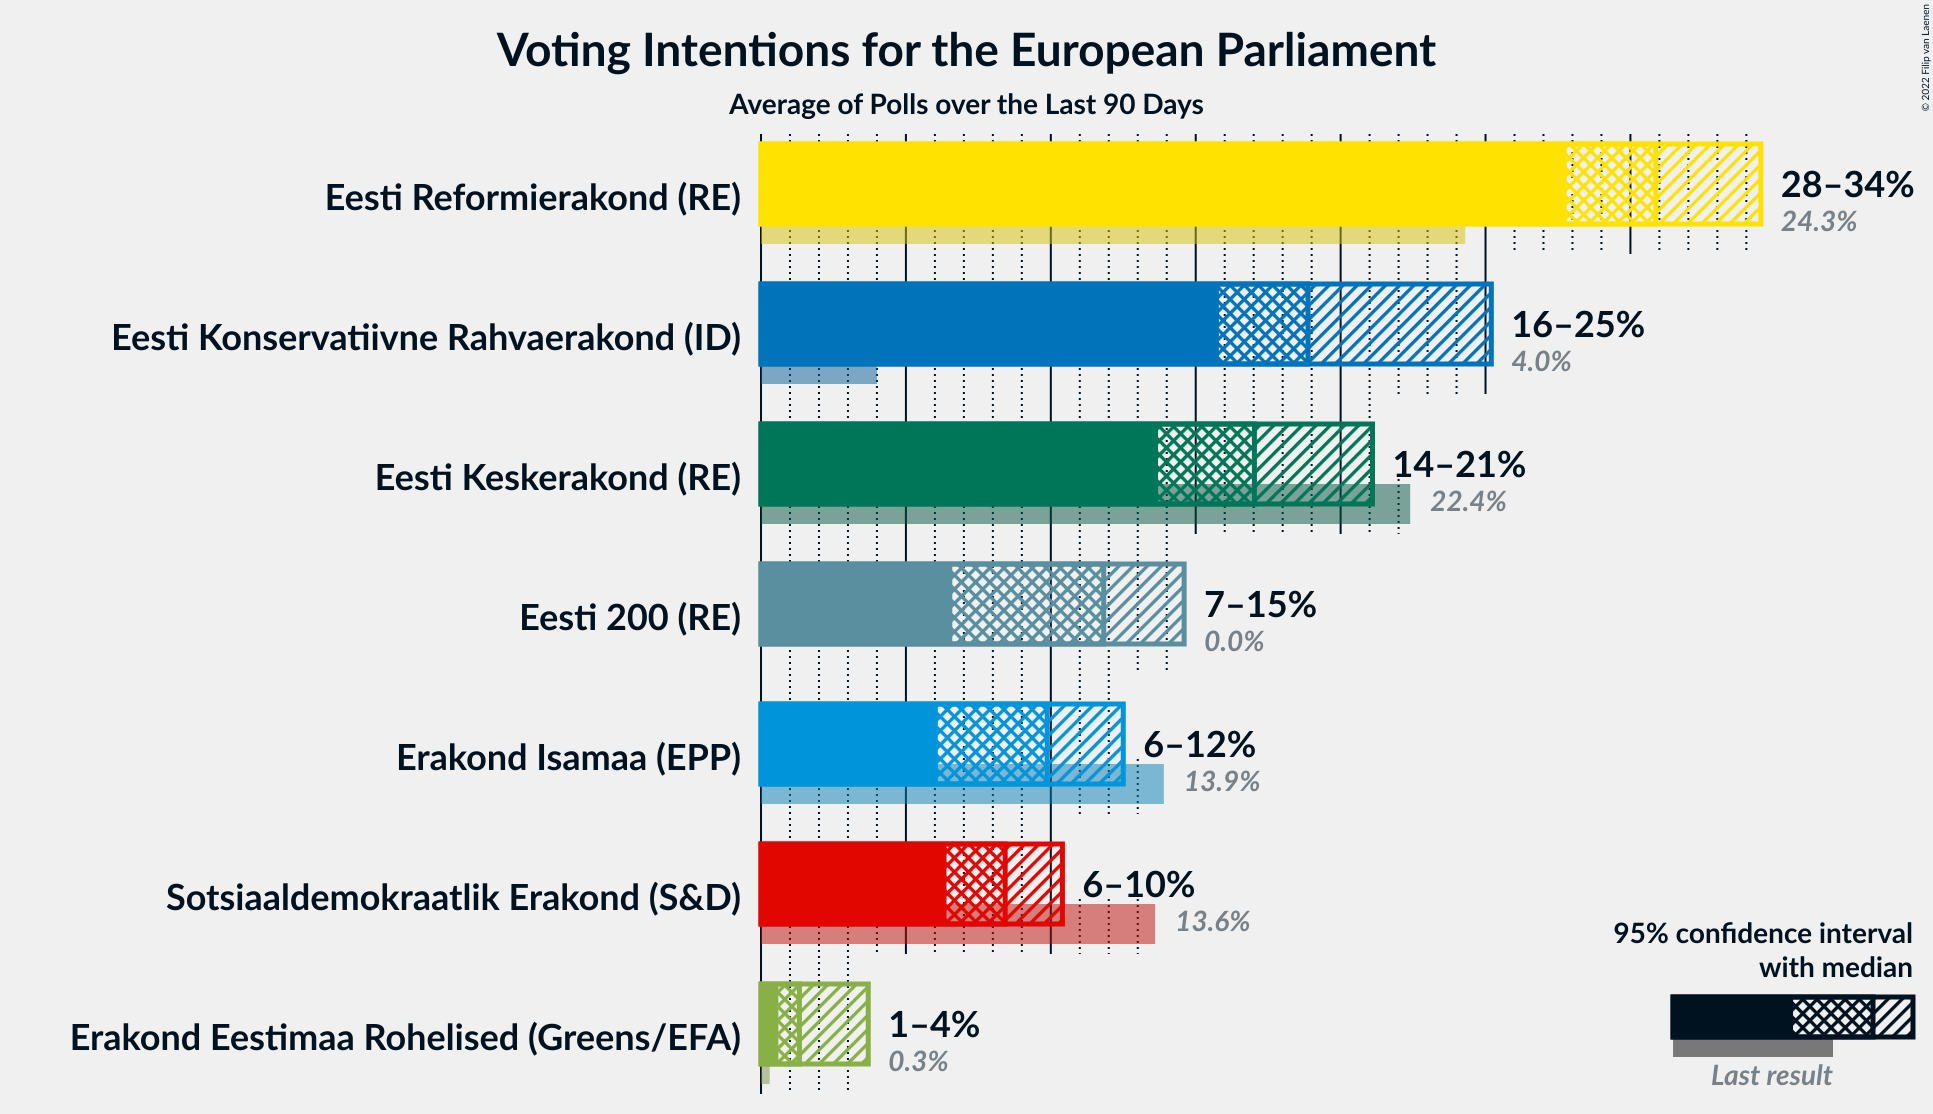 Voting Intentions for the European Parliament
Average of Polls over the Last 90 Days
© 2022 Filip van Laenen
Eesti Reformierakond (RE)
28–34%
24.3%
Eesti Konservatiivne Rahvaerakond (ID)
16–25%
4.0%
Eesti Keskerakond (RE)
14–21%
22.4%
Eesti 200 (RE)
7–15%
0.0%
Erakond Isamaa (EPP)
6–12%
13.9%
Sotsiaaldemokraatlik Erakond (S&D)
6–10%
13.6%
Erakond Eestimaa Rohelised (Greens/EFA)
1–4%
0.3%
95% confidence interval
with median
Last result